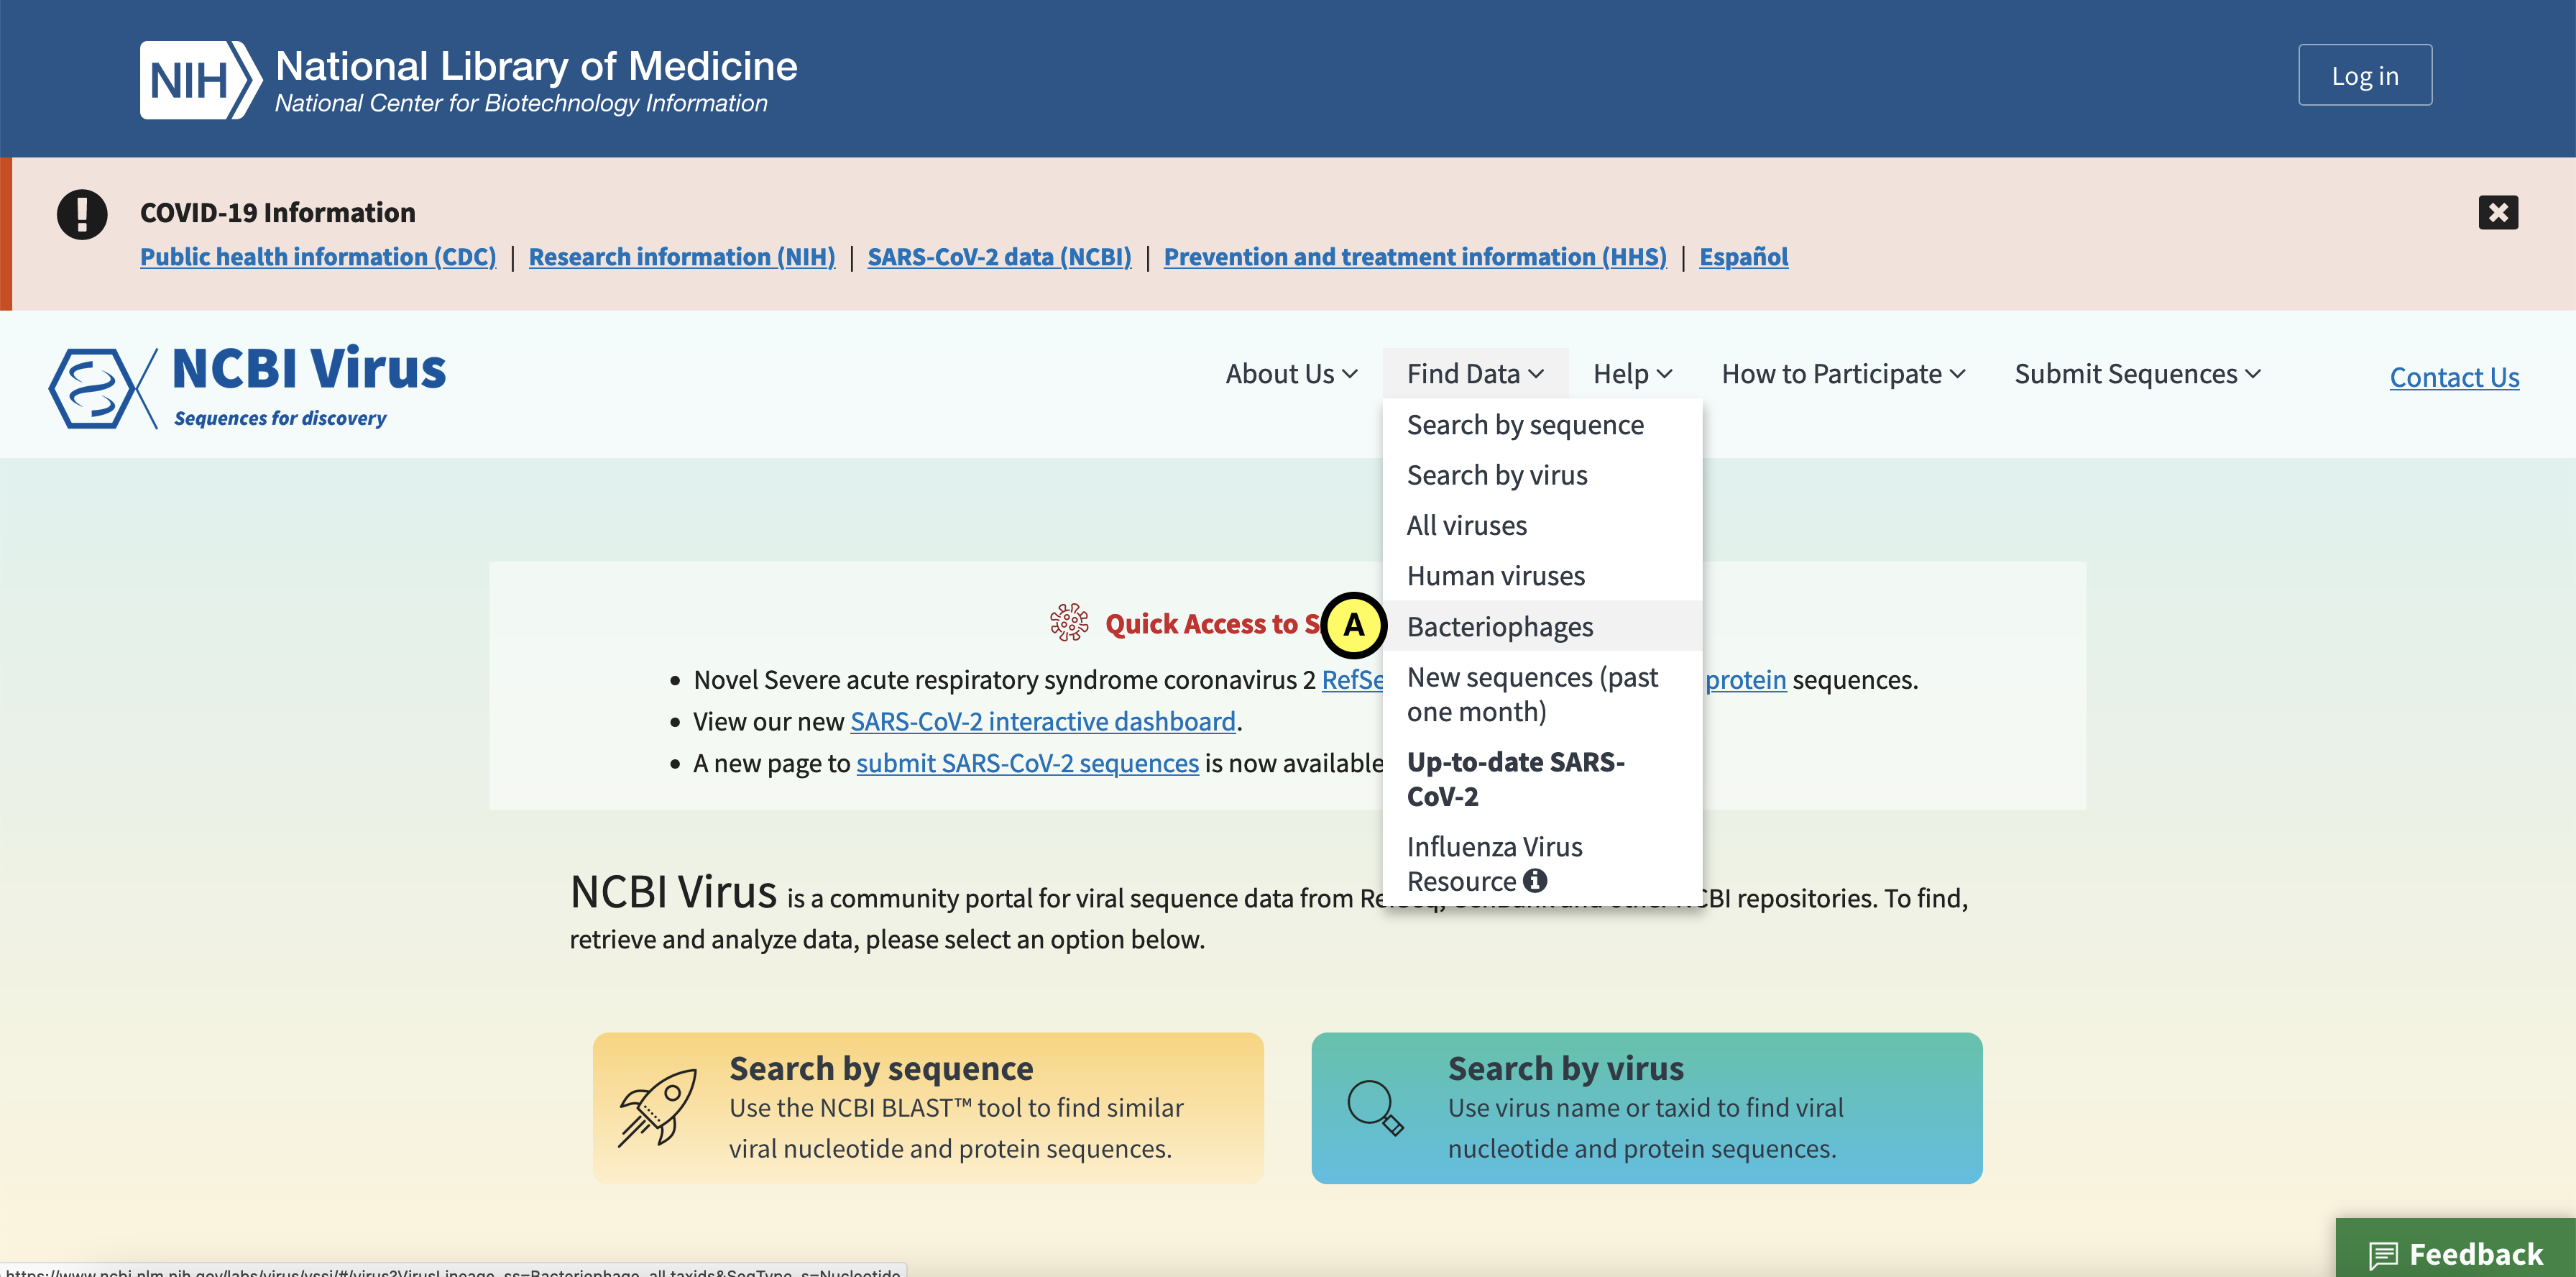 NIH National Library of Medicine
National Center for Biotechnology Information
Log in
COVID-19 Information
Public health information (CDC) | Research information (NIH) | SARS-CoV-2 data (NCBI) | Prevention and treatment information (HHS) | Español
NCBI Virus
Sequences for discovery
About Us
Find Data
Help
How to Participate
Submit Sequences
Contact Us
Search by sequence
Search by virus
All viruses
Human viruses
Bacteriophages
New sequences (past
one month)
Up-to-date SARS-
CoV-2
Influenza Virus
Resource
Quick Access to S
A
Novel Severe acute respiratory syndrome coronavirus 2 RefSe protein sequences.
View our new SARS-CoV-2 interactive dashboard.
A new page to submit SARS-CoV-2 sequences is now available
NCBI Virus is a community portal for viral sequence data from CBI repositories. To find,
retrieve and analyze data, please select an option below.
Search by sequence
Use the NCBI BLAST™ tool to find similar
viral nucleotide and protein sequences.
Search by virus
Use virus name or taxid to find viral
nucleotide and protein sequences.
Feedback
https://www.ncbi.nlm.nih.gov/labs/virus/vssi/#/virus?VirusLineage_ss=Bacteriophage, all taxids&SeqType_s=Nucleotide